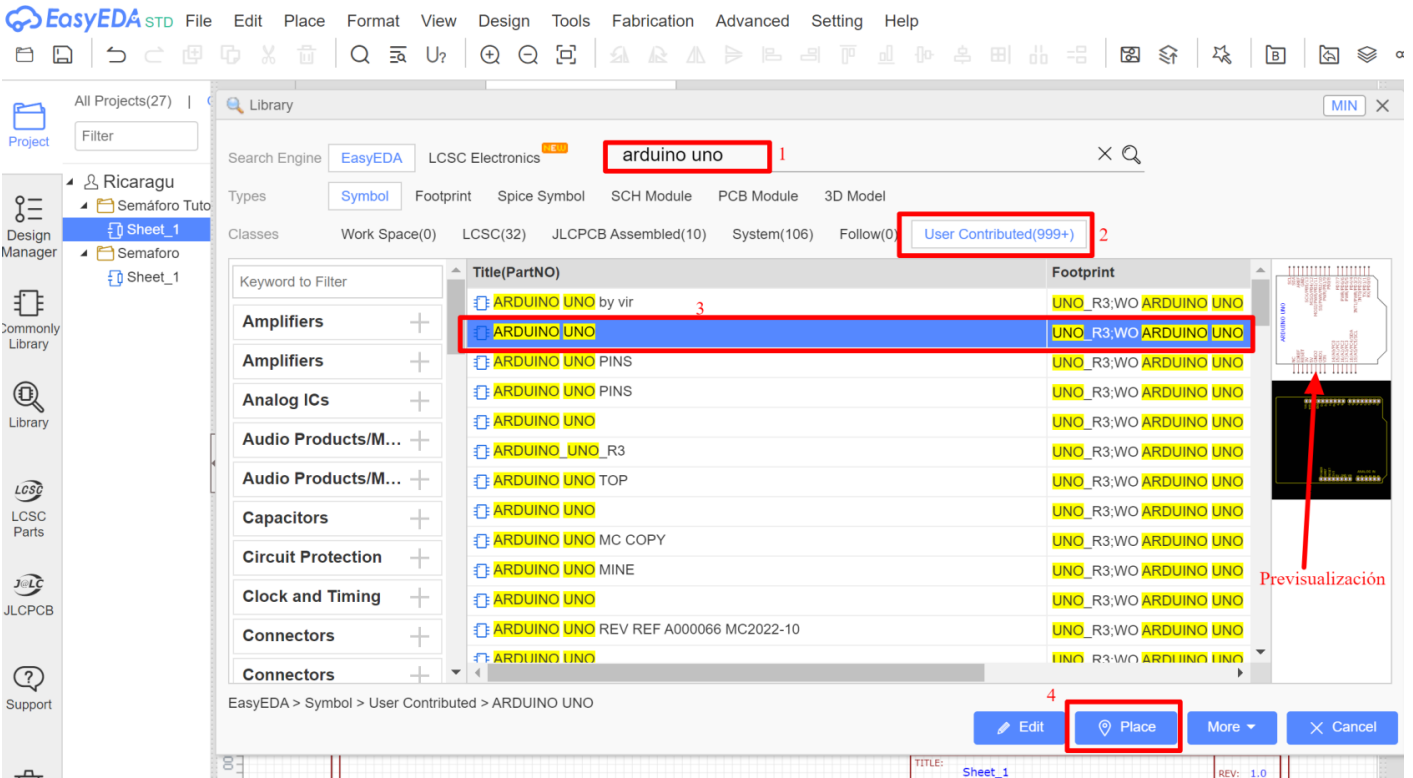 EasyEDA STD File Edit Place Format View Design Tools Fabrication Advanced Setting Help
All Projects(27) |
Filter
Project
Ricaragu
Semáforo Tuto
Sheet_1
Semaforo
Sheet_1
Design
Manager
Commonly
Library
Library
LCSC
LCSC
Parts
J@LC
JLCPCB
Support
Library
MIN
Search Engine EasyEDA LCSC Electronics NEW arduino uno 1
Types Symbol Footprint Spice Symbol SCH Module PCB Module 3D Model
Classes Work Space(0) LCSC(32) JLCPCB Assembled(10) System(106) Follow(0) User Contributed(999+) 2
Keyword to Filter
Amplifiers
Amplifiers
Analog ICs
Audio Products/M...
Audio Products/M...
Capacitors
Circuit Protection
Clock and Timing
Connectors
Connectors
Title(PartNO) Footprint
ARDUINO UNO by vir UNO_R3;WO ARDUINO UNO
3
ARDUINO UNO UNO_R3;WO ARDUINO UNO
ARDUINO UNO PINS UNO_R3;WO ARDUINO UNO
ARDUINO UNO PINS UNO_R3;WO ARDUINO UNO
ARDUINO UNO UNO_R3;WO ARDUINO UNO
ARDUINO_UNO_R3 UNO_R3;WO ARDUINO UNO
ARDUINO UNO TOP UNO_R3;WO ARDUINO UNO
ARDUINO UNO UNO_R3;WO ARDUINO UNO
ARDUINO UNO MC COPY UNO_R3;WO ARDUINO UNO
ARDUINO UNO MINE UNO_R3;WO ARDUINO UNO
ARDUINO UNO UNO_R3;WO ARDUINO UNO
ARDUINO UNO REV REF A000066 MC2022-10 UNO_R3;WO ARDUINO UNO
ARDUINO UNO UNO_R3;WO ARDUINO UNO
ARDUINO UNO
Previsualización
EasyEDA > Symbol > User Contributed > ARDUINO UNO
4
Edit Place More Cancel
TITLE:
Sheet_1
REV: 1.0